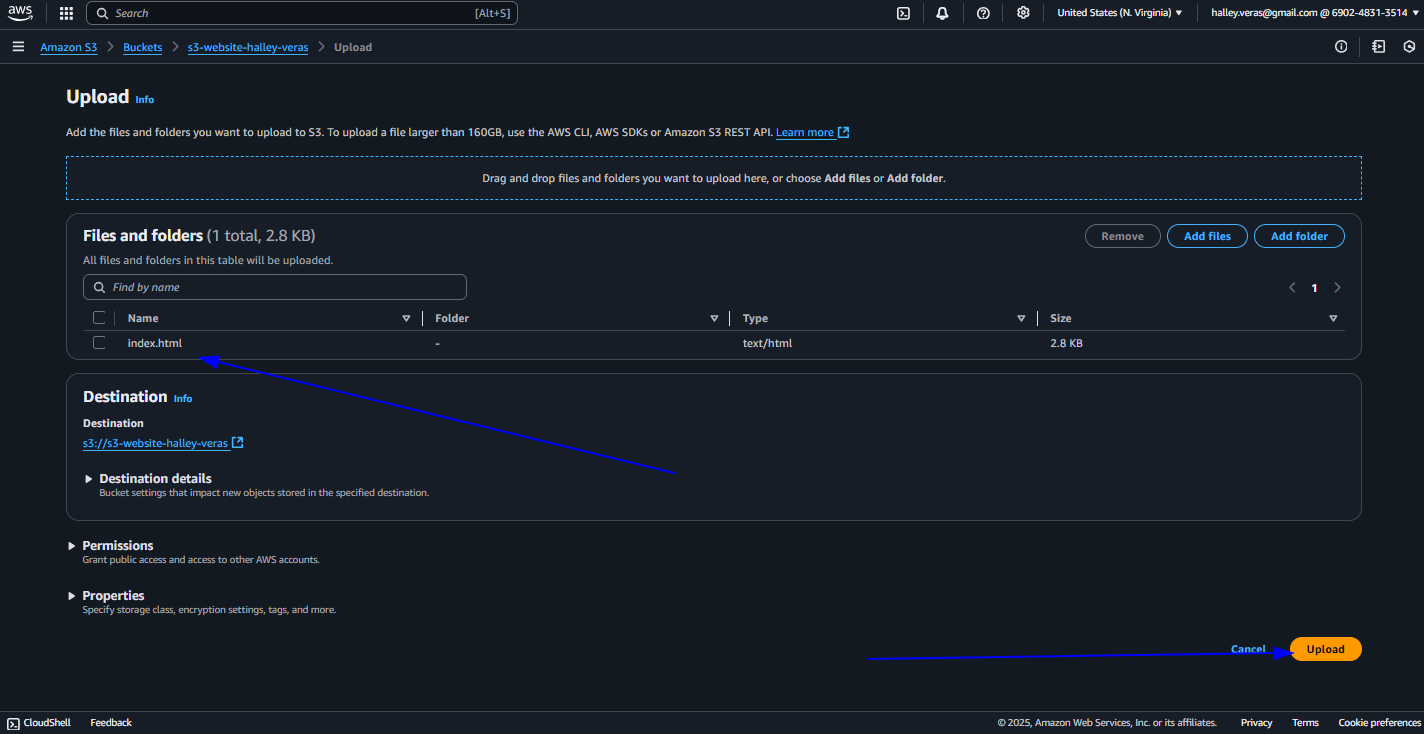 aws Search [Alt+S] United States (N. Virginia) halley.veras@gmail.com @ 6902-4831-3514
Amazon S3 Buckets s3-website-halley-veras Upload
Upload Info
Add the files and folders you want to upload to S3. To upload a file larger than 160GB, use the AWS CLI, AWS SDKs or Amazon S3 REST API. Learn more
Drag and drop files and folders you want to upload here, or choose Add files or Add folder.
Files and folders (1 total, 2.8 KB) Remove Add files Add folder
All files and folders in this table will be uploaded.
Find by name 1
Name Folder Type Size
index.html - text/html 2.8 KB
Destination Info
Destination
s3://s3-website-halley-veras
Destination details
Bucket settings that impact new objects stored in the specified destination.
Permissions
Grant public access and access to other AWS accounts.
Properties
Specify storage class, encryption settings, tags, and more.
Cancel Upload
CloudShell Feedback © 2025, Amazon Web Services, Inc. or its affiliates. Privacy Terms Cookie preferences